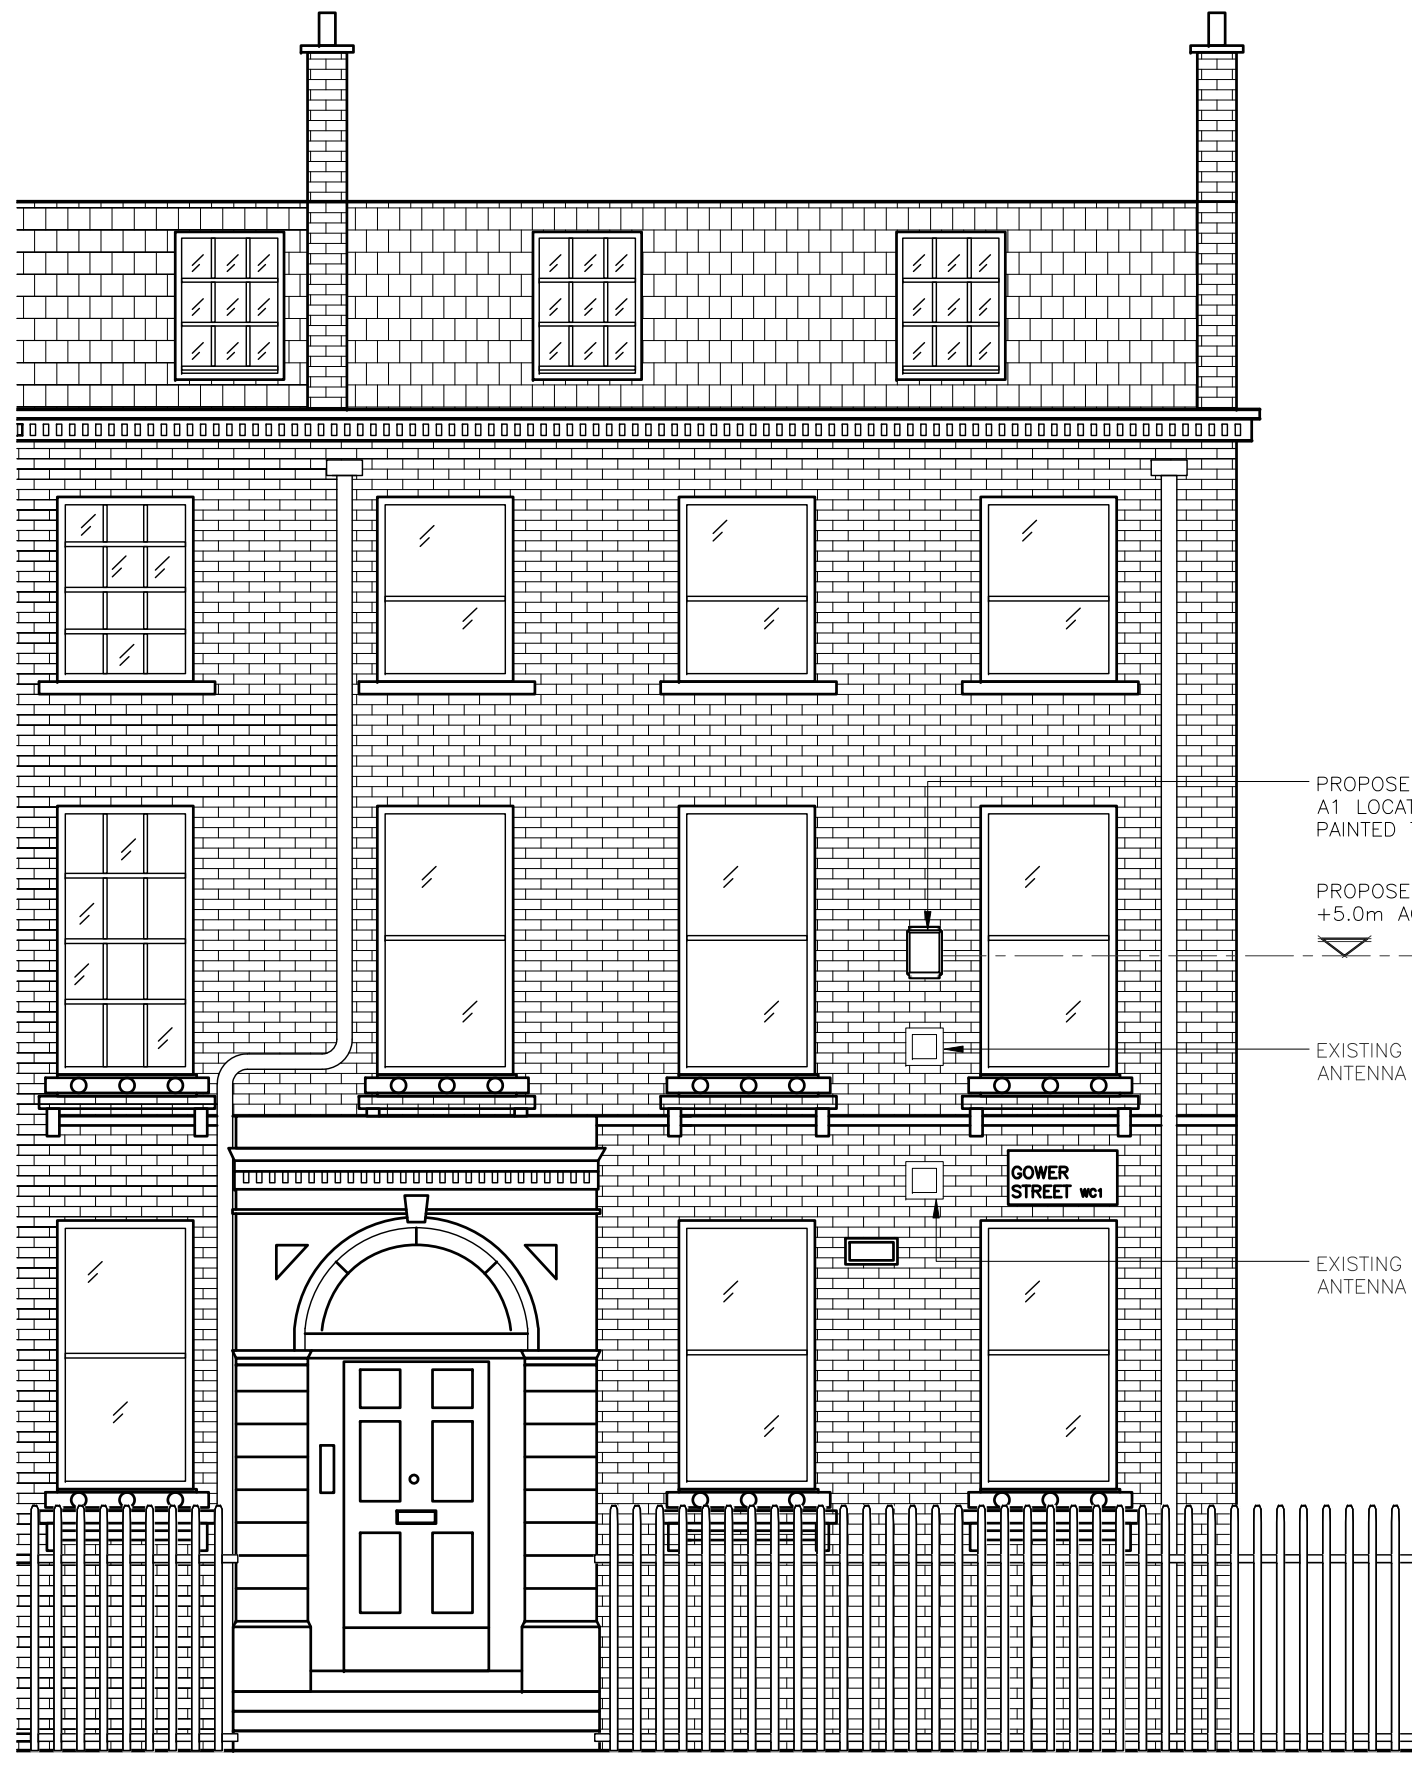 PROPOSE
A1 LOCAT
PAINTED
PROPOSE
+5.0m A
EXISTING
ANTENNA
GOWER
STREET WC1
EXISTING
ANTENNA